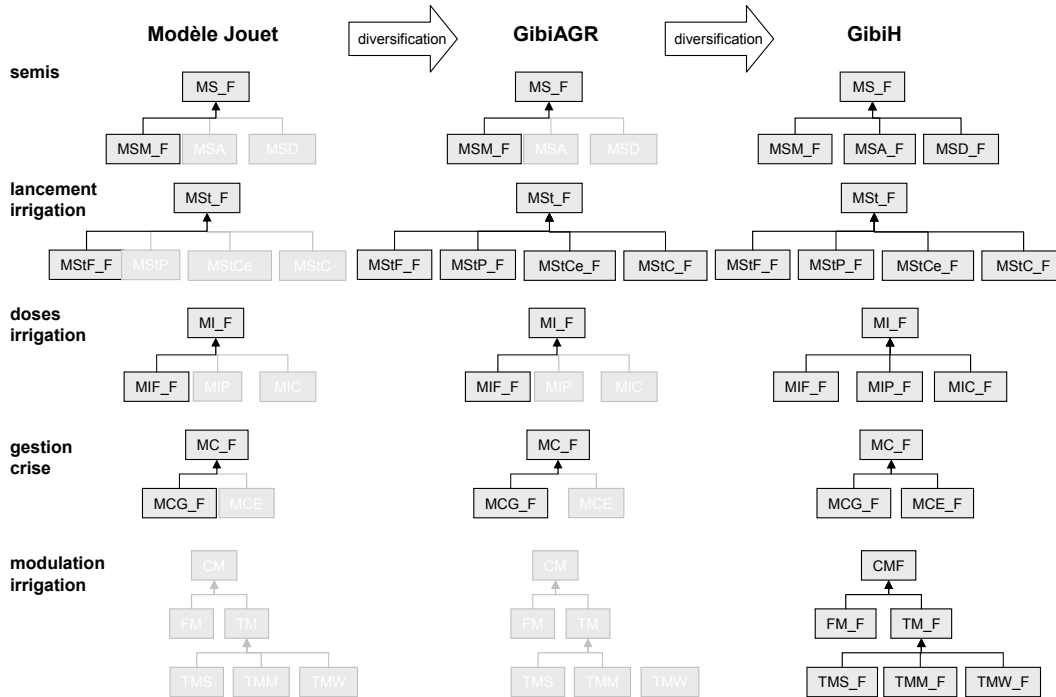 Modèle Jouet
diversification
GibiAGR
diversification
GibiH
semis
MS_F
MS_F
MS_F
MSM_F MSA MSD
MSM_F MSA MSD
MSM_F MSA_F MSD_F
lancement
irrigation
MSt_F
MSt_F
MSt_F
MStF_F MStP MStCe MStC
MStF_F MStP_F MStCe_F MStC_F
MStF_F MStP_F MStCe_F MStC_F
doses
irrigation
MI_F
MI_F
MI_F
MIF_F MIP MIC
MIF_F MIP MIC
MIF_F MIP_F MIC_F
gestion
crise
MC_F
MC_F
MC_F
MCG_F MCE
MCG_F MCE
MCG_F MCE_F
modulation
irrigation
CM
CM
CMF
FM TM
FM TM
FM_F TM_F
TMS TMM TMW
TMS TMM TMW
TMS_F TMM_F TMW_F